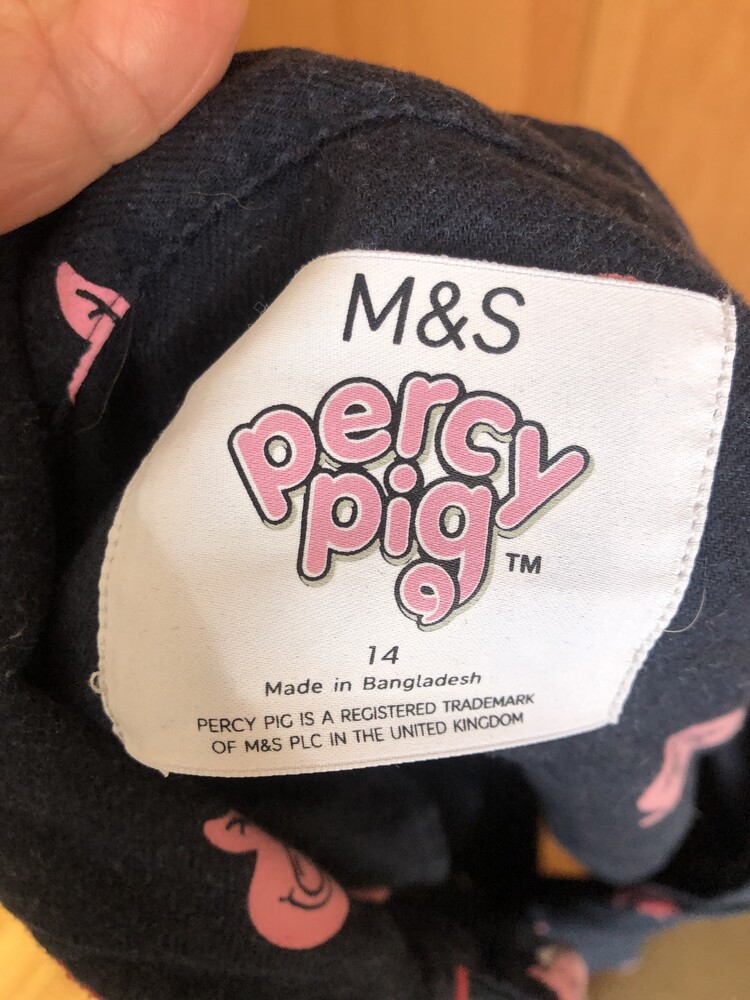 M&S
percy
pig
TM
14
Made in Bangladesh
PERCY PIG IS A REGISTERED TRADEMARK
OF M&S PLC IN THE UNITED KINGDOM